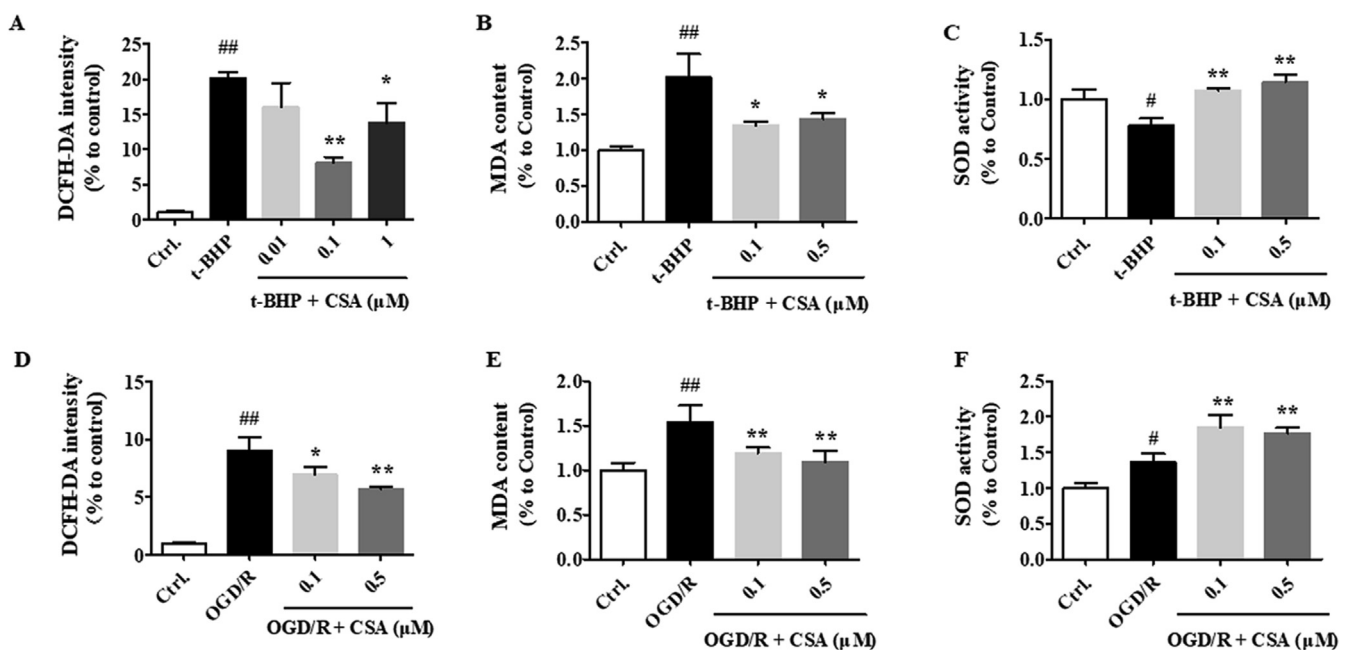 A
DCFH-DA intensity
(% to control)
25
20
15
10
5
0
##
**
*
Ctrl.
t-BHP
0.01
0.1
1
t-BHP + CSA (μM)
B
MDA content
(% to Control)
2.5
2.0
1.5
1.0
0.5
0.0
##
*
*
Ctrl.
t-BHP
0.1
0.5
t-BHP + CSA (μM)
C
SOD activity
(% to Control)
1.5
1.0
0.5
0.0
#
**
**
Ctrl.
t-BHP
0.1
0.5
t-BHP + CSA (μM)
D
DCFH-DA intensity
(% to control)
15
10
5
0
##
*
**
Ctrl.
OGD/R
0.1
0.5
OGD/R + CSA (μM)
E
MDA content
(% to Control)
2.0
1.5
1.0
0.5
0.0
##
**
**
Ctrl.
OGD/R
0.1
0.5
OGD/R + CSA (μM)
F
SOD activity
(% to Control)
2.5
2.0
1.5
1.0
0.5
0.0
#
**
**
Ctrl.
OGD/R
0.1
0.5
OGD/R + CSA (μM)